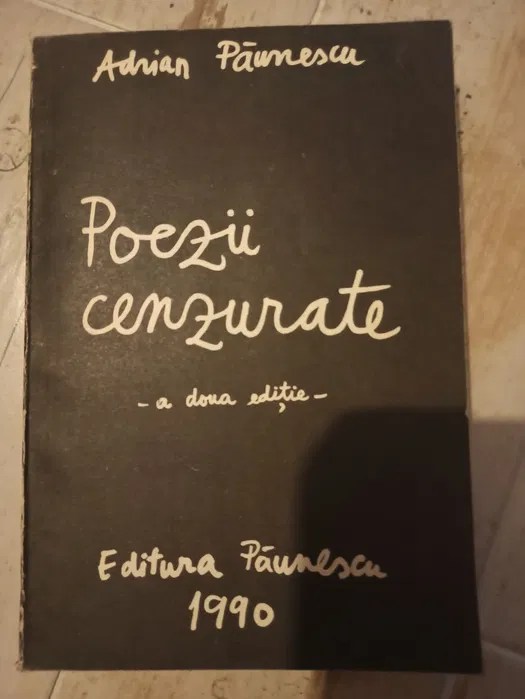 Adrian Păunescu
Poezii
cenzurate
- a doua ediție -
Editura Păunescu
1990